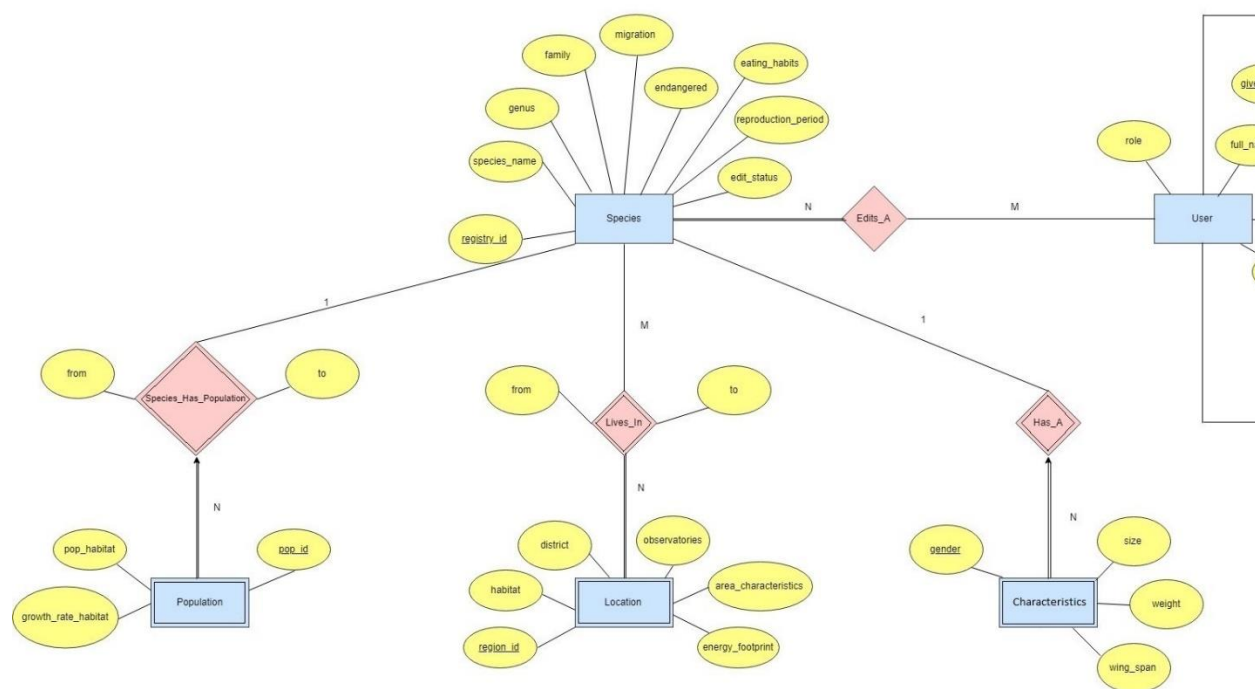 migration
family
eating_habits
endangered
genus
reproduction_period
role
species_name
edit_status
Species
N
Edits_A
M
User
registry_id
1
M
1
from
Species_Has_Population
to
from
Lives_In
to
Has_A
N
N
N
pop_habitat
pop_id
district
observatories
gender
size
growth_rate_habitat
Population
habitat
Location
area_characteristics
Characteristics
weight
region_id
energy_footprint
wing_span